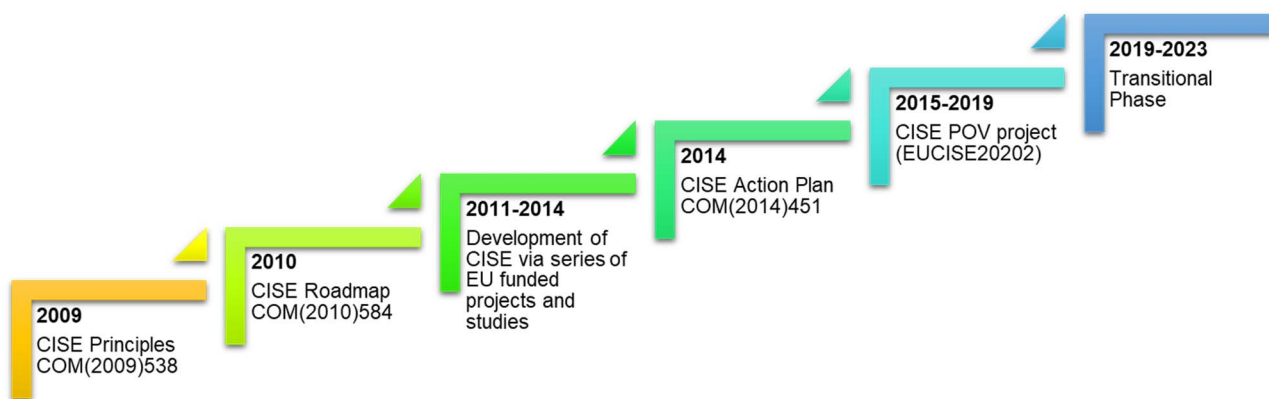 2009
CISE Principles
COM(2009)538
2010
CISE Roadmap
COM(2010)584
2011-2014
Development of
CISE via series of
EU funded
projects and
studies
2014
CISE Action Plan
COM(2014)451
2015-2019
CISE POV project
(EUCISE20202)
2019-2023
Transitional
Phase